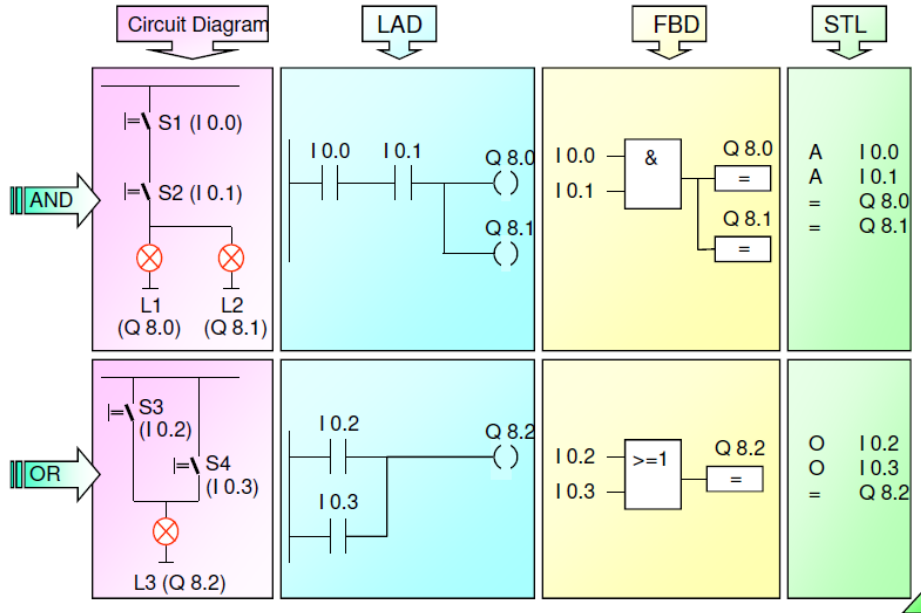 Circuit Diagram
LAD
FBD
STL
AND
S1 (I 0.0)
S2 (I 0.1)
L1
(Q 8.0)
L2
(Q 8.1)
I 0.0
I 0.1
Q 8.0
Q 8.1
I 0.0
I 0.1
&
Q 8.0
=
Q 8.1
=
A I 0.0
A I 0.1
= Q 8.0
= Q 8.1
OR
S3
(I 0.2)
S4
(I 0.3)
L3 (Q 8.2)
I 0.2
I 0.3
Q 8.2
I 0.2
I 0.3
>=1
Q 8.2
=
O I 0.2
O I 0.3
= Q 8.2